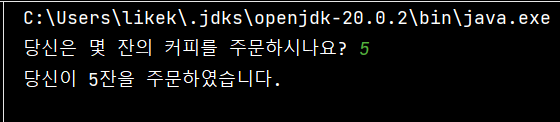 C:\Users\likek\.jdks\openjdk-20.0.2\bin\java.exe
당신은 몇 잔의 커피를 주문하시나요? 5
당신이 5잔을 주문하였습니다.